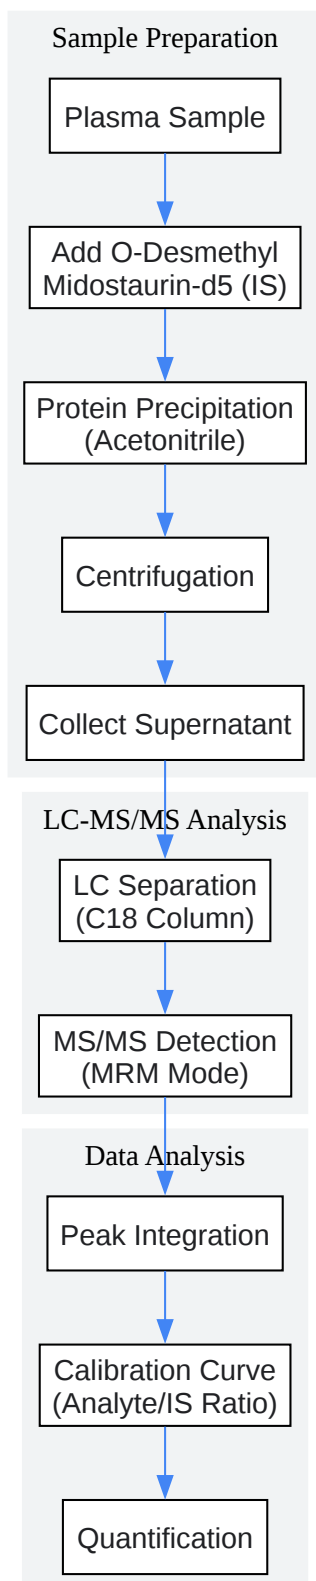 Sample Preparation
Plasma Sample
Add O-Desmethyl
Midostaurin-d5 (IS)
Protein Precipitation
(Acetonitrile)
Centrifugation
Collect Supernatant
LC-MS/MS Analysis
LC Separation
(C18 Column)
MS/MS Detection
(MRM Mode)
Data Analysis
Peak Integration
Calibration Curve
(Analyte/IS Ratio)
Quantification